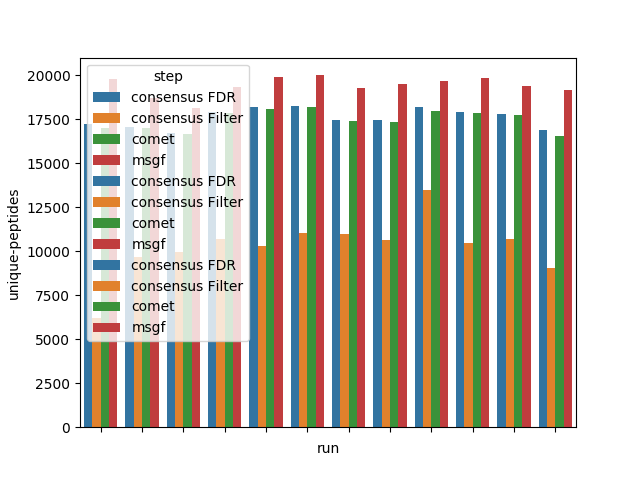 step
consensus FDR
consensus Filter
comet
msgf
consensus FDR
consensus Filter
comet
msgf
consensus FDR
consensus Filter
comet
msgf
20000
17500
15000
12500
10000
7500
5000
2500
0
unique-peptides
run